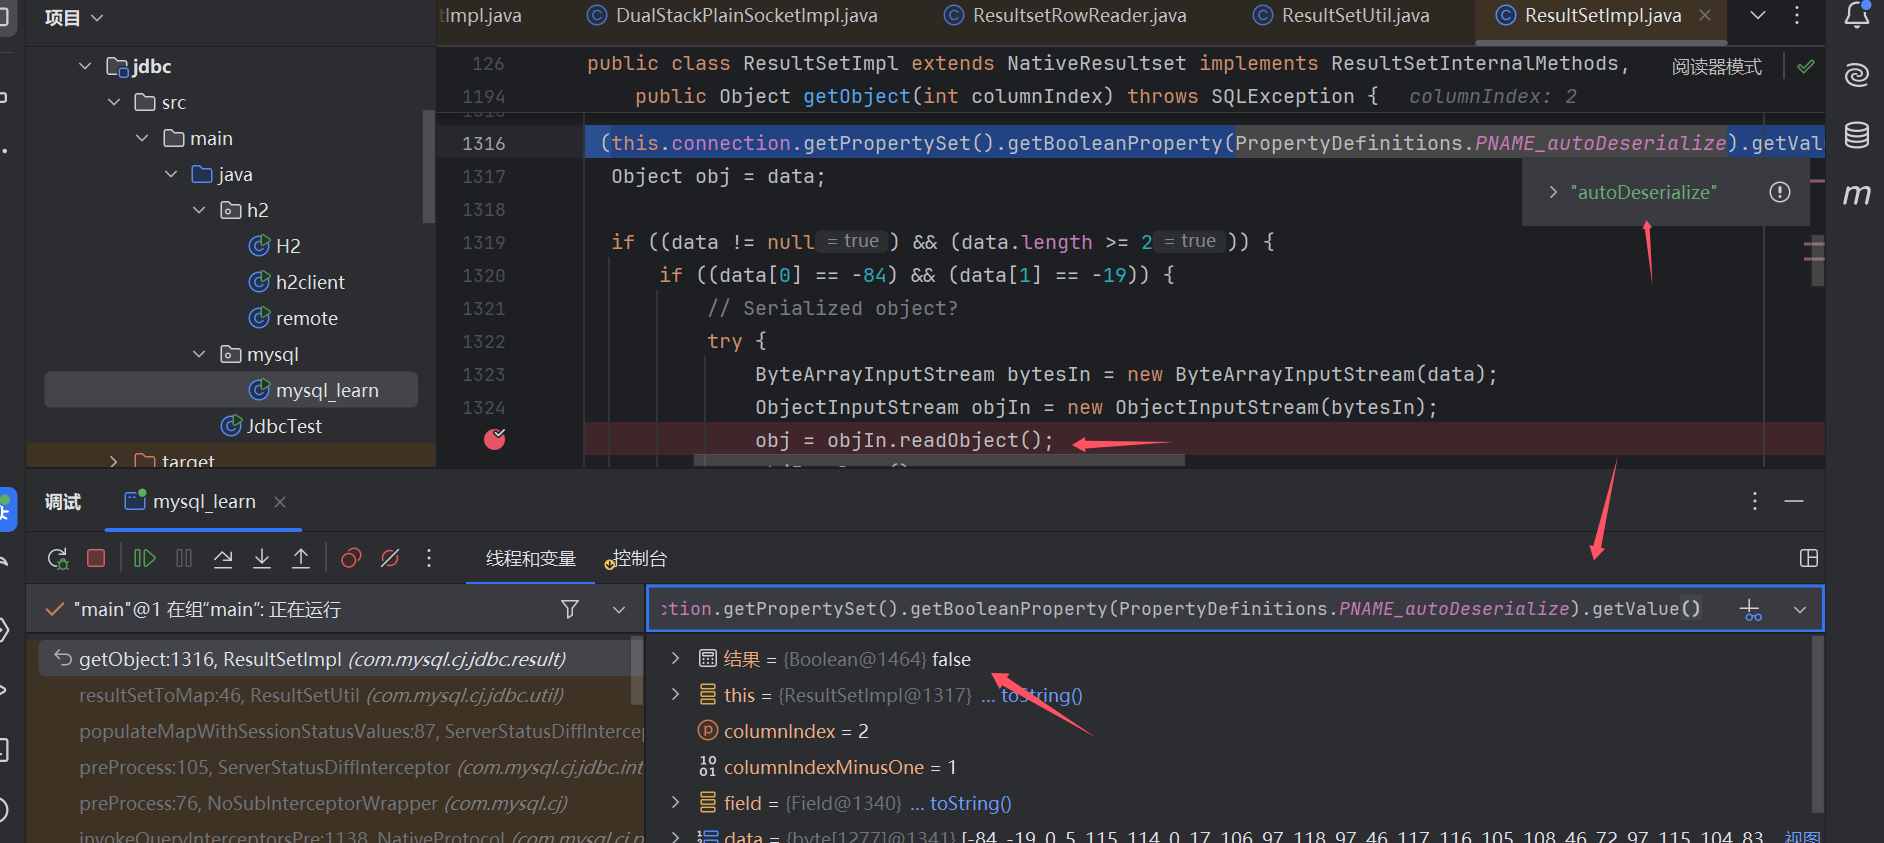 项目
tImpl.java
DualStackPlainSocketImpl.java
ResultsetRowReader.java
ResultSetUtil.java
ResultSetImpl.java
jdbc
src
main
java
h2
H2
h2client
remote
mysql
mysql_learn
JdbcTest
target
126 public class ResultSetImpl extends NativeResultset implements ResultSetInternalMethods,
阅读器模式
1194 public Object getObject(int columnIndex) throws SQLException { columnIndex: 2
1316 (this.connection.getPropertySet().getBooleanProperty(PropertyDefinitions.PNAME_autoDeserialize).getVal
1317 Object obj = data;
"autoDeserialize"
1318
1319 if ((data != null = true ) && (data.length >= 2 = true )) {
1320 if ((data[0] == -84) && (data[1] == -19)) {
1321 // Serialized object?
1322 try {
1323 ByteArrayInputStream bytesIn = new ByteArrayInputStream(data);
1324 ObjectInputStream objIn = new ObjectInputStream(bytesIn);
obj = objIn.readObject();
调试
mysql_learn
线程和变量
控制台
"main"@1 在组“main”: 正在运行
getObject:1316, ResultSetImpl (com.mysql.cj.jdbc.result)
resultSetToMap:46, ResultSetUtil (com.mysql.cj.jdbc.util)
populateMapWithSessionStatusValues:87, ServerStatusDiffIntercep
preProcess:105, ServerStatusDiffInterceptor (com.mysql.cj.jdbc.int
preProcess:76, NoSubInterceptorWrapper (com.mysql.cj)
invokeQueryInterceptorsPre:1138, NativeProtocol (com.mysql.cj.p
ction.getPropertySet().getBooleanProperty(PropertyDefinitions.PNAME_autoDeserialize).getValue()
结果 = {Boolean@1464} false
this = {ResultSetImpl@1317} ... toString()
columnIndex = 2
columnIndexMinusOne = 1
field = {Field@1340} ... toString()
data = {byte[1277]@1341} [-84, -19, 0, 5, 115, 114, 0, 17, 106, 97, 118, 97, 46, 117, 116, 105, 108, 46, 72, 97, 115, 104, 83, ... 视图